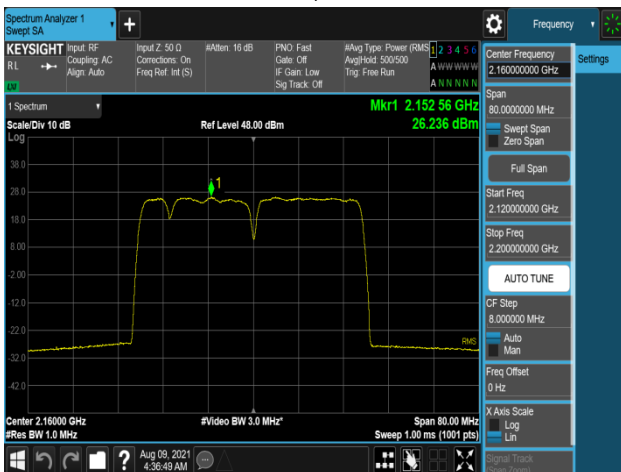 Spectrum Analyzer 1
Swept SA
+
Frequency
KEYSIGHT
RL
Input: RF
Coupling: AC
Align: Auto
Input Z: 50 Ω
Corrections: On
Freq Ref: Int (S)
#Atten: 16 dB
PNO: Fast
Gate: Off
IF Gain: Low
Sig Track: Off
#Avg Type: Power (RMS
Avg|Hold: 500/500
Trig: Free Run
1 2 3 4 5 6
A W W W W W
A N N N N N
LW
1 Spectrum
Scale/Div 10 dB
Log
Ref Level 48.00 dBm
Mkr1 2.152 56 GHz
26.236 dBm
38.0
28.0
18.0
8.00
-2.00
-12.0
-22.0
-32.0
-42.0
1
RMS
Center 2.16000 GHz
#Res BW 1.0 MHz
#Video BW 3.0 MHz*
Span 80.00 MHz
Sweep 1.00 ms (1001 pts)
Aug 09, 2021
4:36:49 AM
Center Frequency
2.160000000 GHz
Settings
Span
80.0000000 MHz
Swept Span
Zero Span
Full Span
Start Freq
2.120000000 GHz
Stop Freq
2.200000000 GHz
AUTO TUNE
CF Step
8.000000 MHz
Auto
Man
Freq Offset
0 Hz
X Axis Scale
Log
Lin
Signal Track
(Span Zoom)